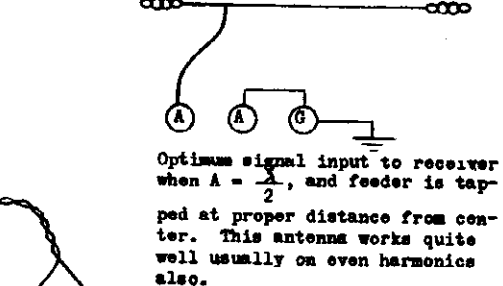 A A G
Optimum signal input to receiver
when A = λ/2, and feeder is tap-
ped at proper distance from cen-
ter. This antenna works quite
well usually on even harmonics
also.